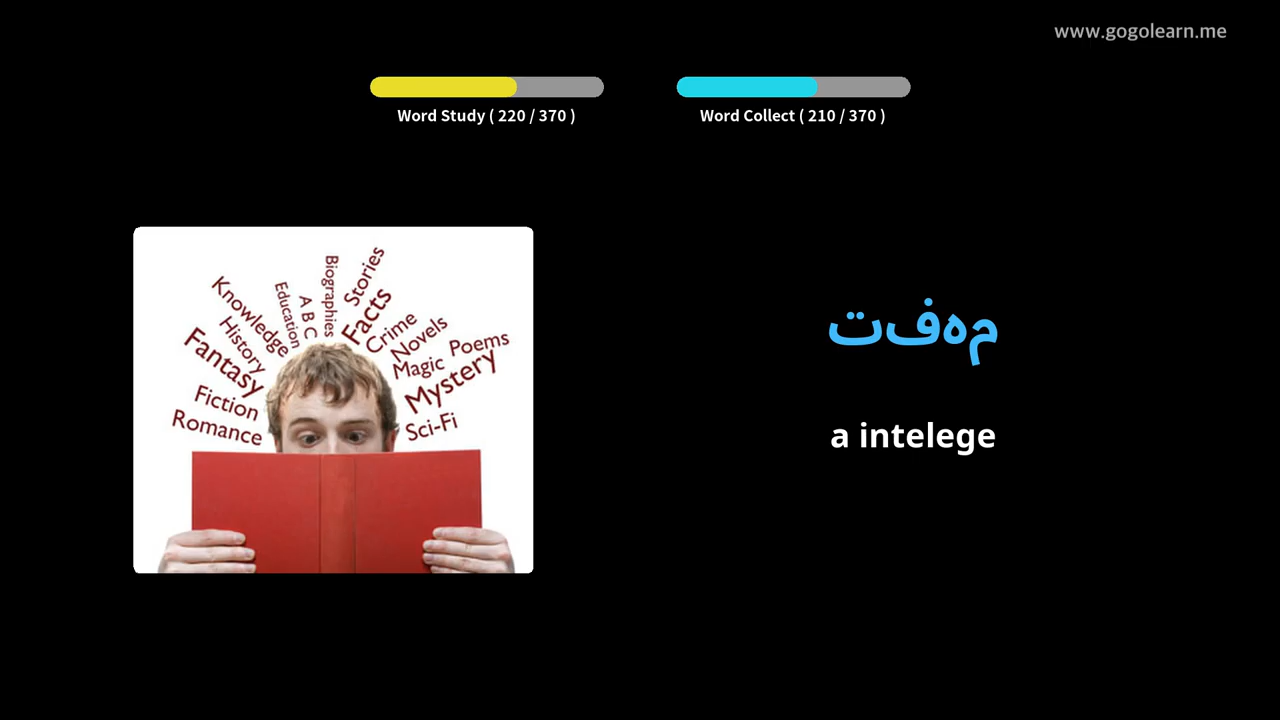 www.gogolearn.me
Word Study ( 220 / 370 )
Word Collect ( 210 / 370 )
Knowledge
History
Fantasy
Fiction
Romance
Education
A B C
Biographies
Stories
Facts
Crime
Novels
Magic
Poems
Mystery
Sci-Fi
مهفت
a intelege